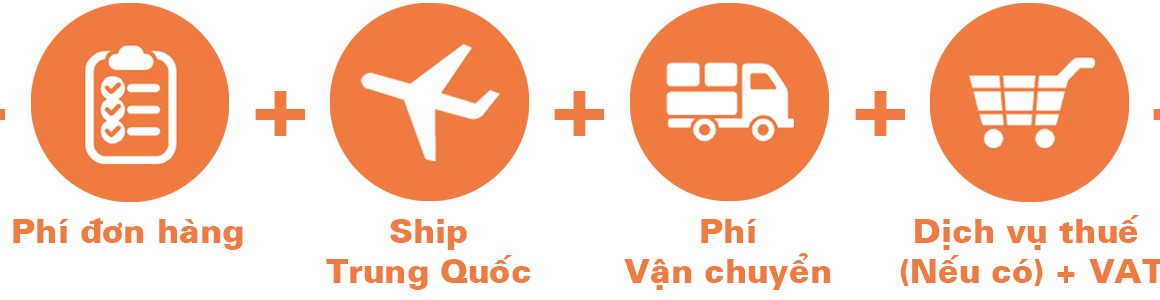 Phí đơn hàng
Ship
Trung Quốc
Phí
Vận chuyển
Dịch vụ thuế
(Nếu có) + VAT